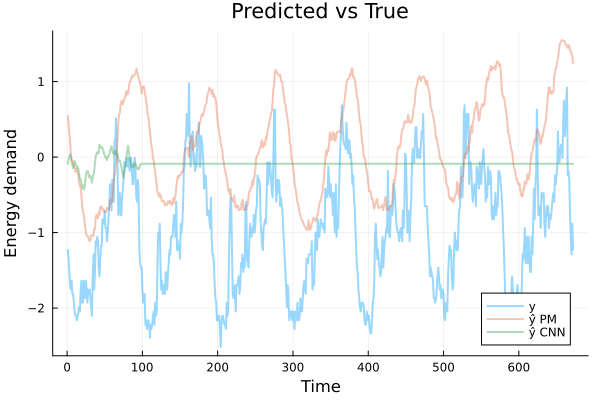 Predicted vs True
Energy demand
1
0
−1
−2
0
100
200
300
400
500
600
Time
y
ŷ PM
ŷ CNN